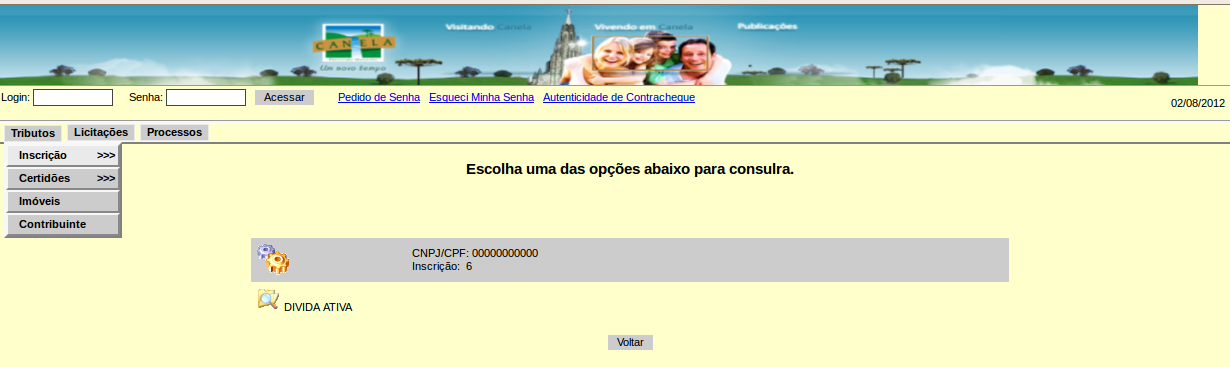 Visitando Canela
Vivendo em Canela
Publicações
CANELA
Um novo tempo
Login:
Senha:
Acessar
Pedido de Senha
Esqueci Minha Senha
Autenticidade de Contracheque
02/08/2012
Tributos
Licitações
Processos
Inscrição >>>
Certidões >>>
Imóveis
Contribuinte
Escolha uma das opções abaixo para consulra.
CNPJ/CPF: 00000000000
Inscrição: 6
DIVIDA ATIVA
Voltar